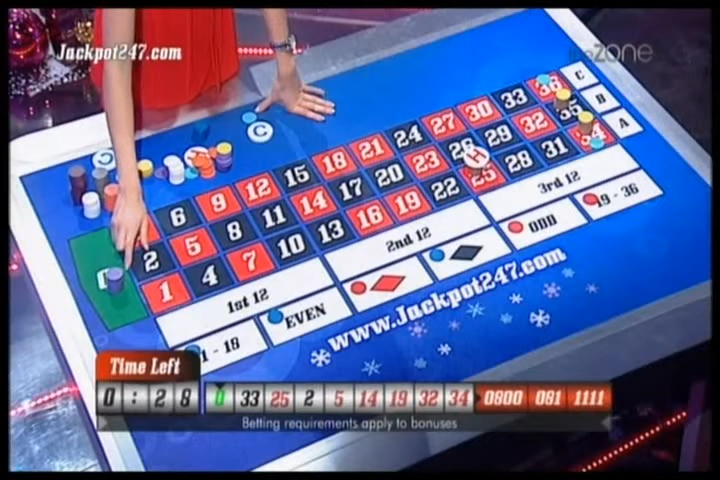 Jackpot247.com
zone
C
C
3rd 12
2nd 12
1st 12
C
B
A
6 9 12 15 18 21 24 27 30 33 36
2 5 8 11 14 17 20 23 26 29 32 35
1 4 7 10 13 16 19 22 25 28 31 34
H
19 - 36
ODD
EVEN
1 - 18
www.Jackpot247.com
Time Left
0 : 28 0 33 25 2 5 14 19 32 34 0800 081 1111
Betting requirements apply to bonuses